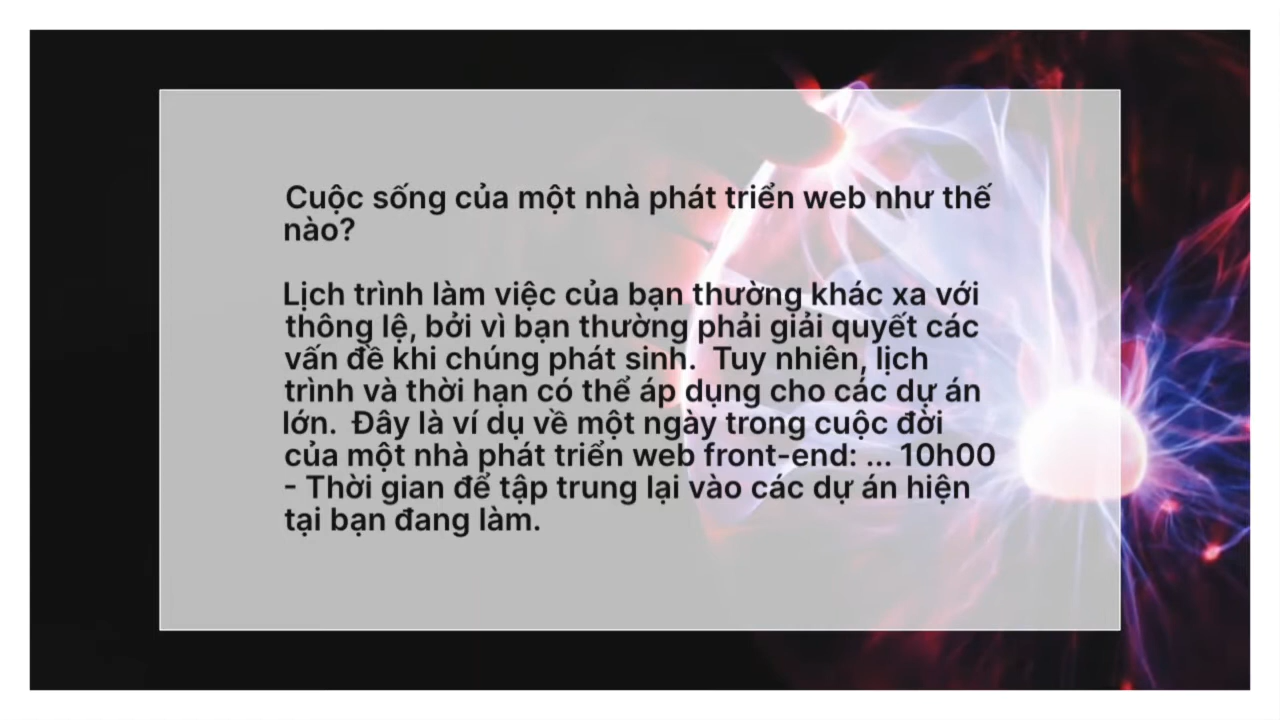 Cuộc sống của một nhà phát triển web như thế
nào?
Lịch trình làm việc của bạn thường khác xa với
thông lệ, bởi vì bạn thường phải giải quyết các
vấn đề khi chúng phát sinh.  Tuy nhiên, lịch
trình và thời hạn có thể áp dụng cho các dự án
lớn.  Đây là ví dụ về một ngày trong cuộc đời
của một nhà phát triển web front-end: ... 10h00
- Thời gian để tập trung lại vào các dự án hiện
tại bạn đang làm.